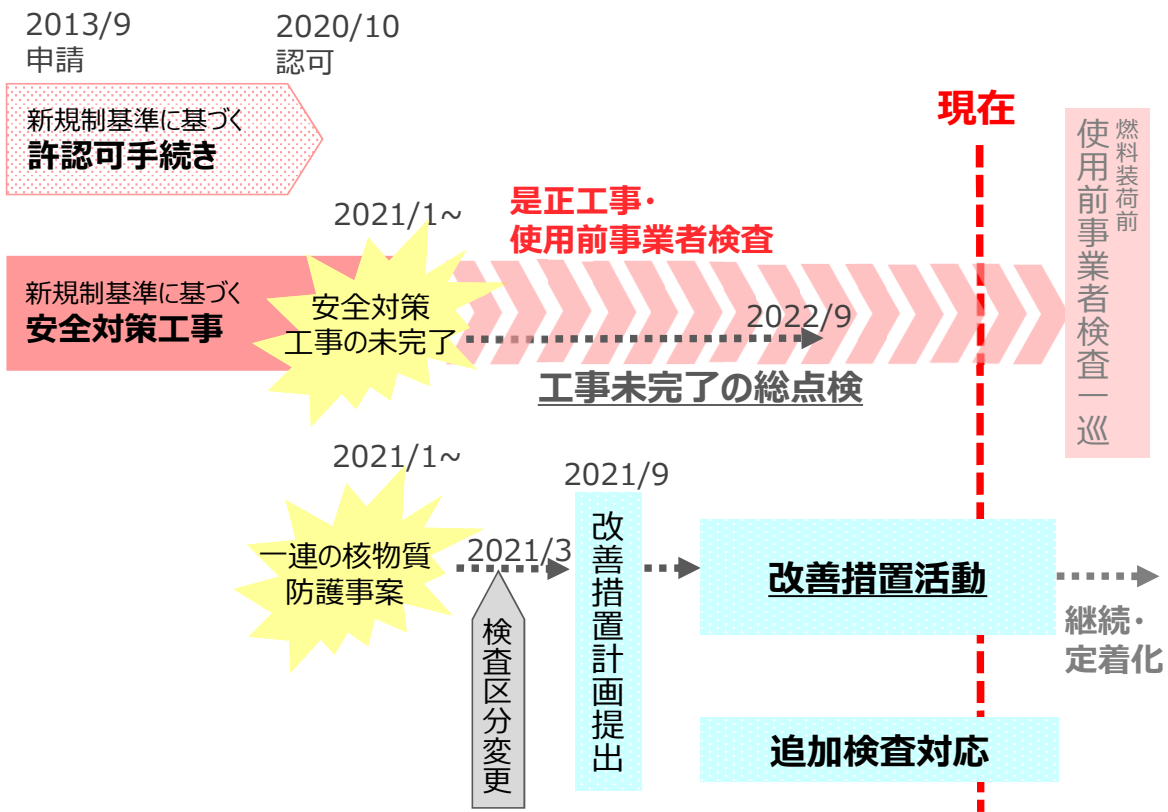 2013/9
申請
2020/10
認可
新規制基準に基づく
許認可手続き
現在
燃料装荷前
使用前事業者検査一巡
2021/1~
是正工事・
使用前事業者検査
新規制基準に基づく
安全対策工事
安全対策
工事の未完了
2022/9
工事未完了の総点検
2021/1~
2021/9
一連の核物質
防護事案
2021/3
検査区分変更
改善措置計画提出
改善措置活動
継続・
定着化
追加検査対応